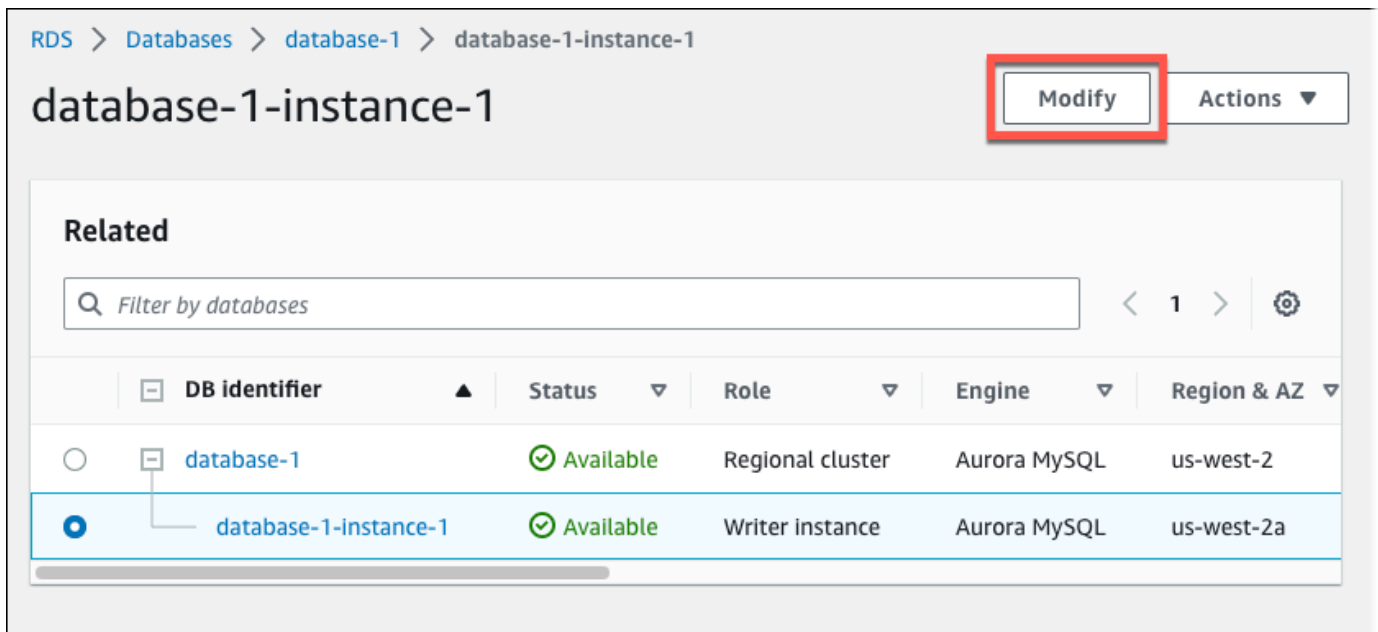 RDS > Databases > database-1 > database-1-instance-1
database-1-instance-1
Modify
Actions
Related
Filter by databases
1
DB identifier Status Role Engine Region & AZ
database-1 Available Regional cluster Aurora MySQL us-west-2
database-1-instance-1 Available Writer instance Aurora MySQL us-west-2a